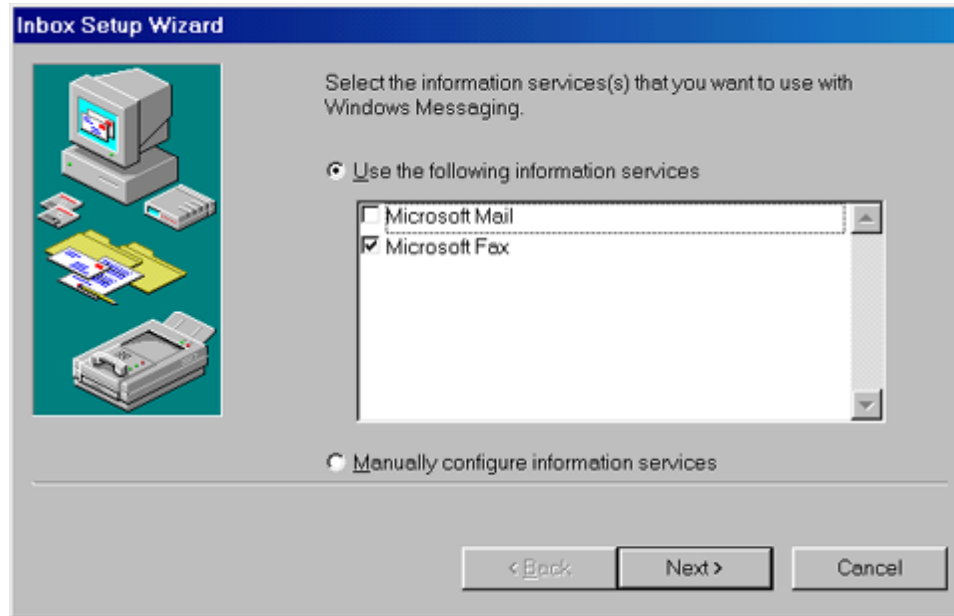 Inbox Setup Wizard
Select the information services(s) that you want to use with
Windows Messaging.
Use the following information services
Microsoft Mail
Microsoft Fax
Manually configure information services
< Back
Next >
Cancel